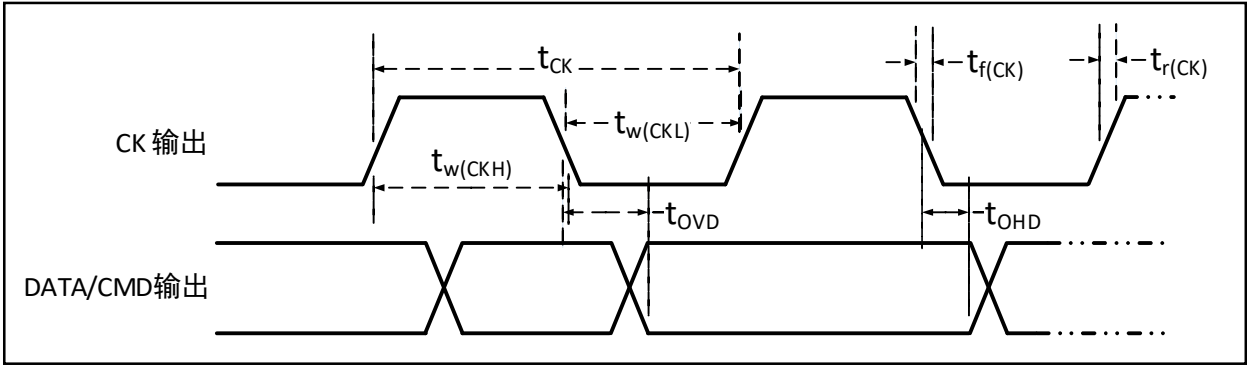 tCK
tf(CK)
tr(CK)
CK 输出
tw(CKL)
tw(CKH)
tOVD
tOHD
DATA/CMD输出